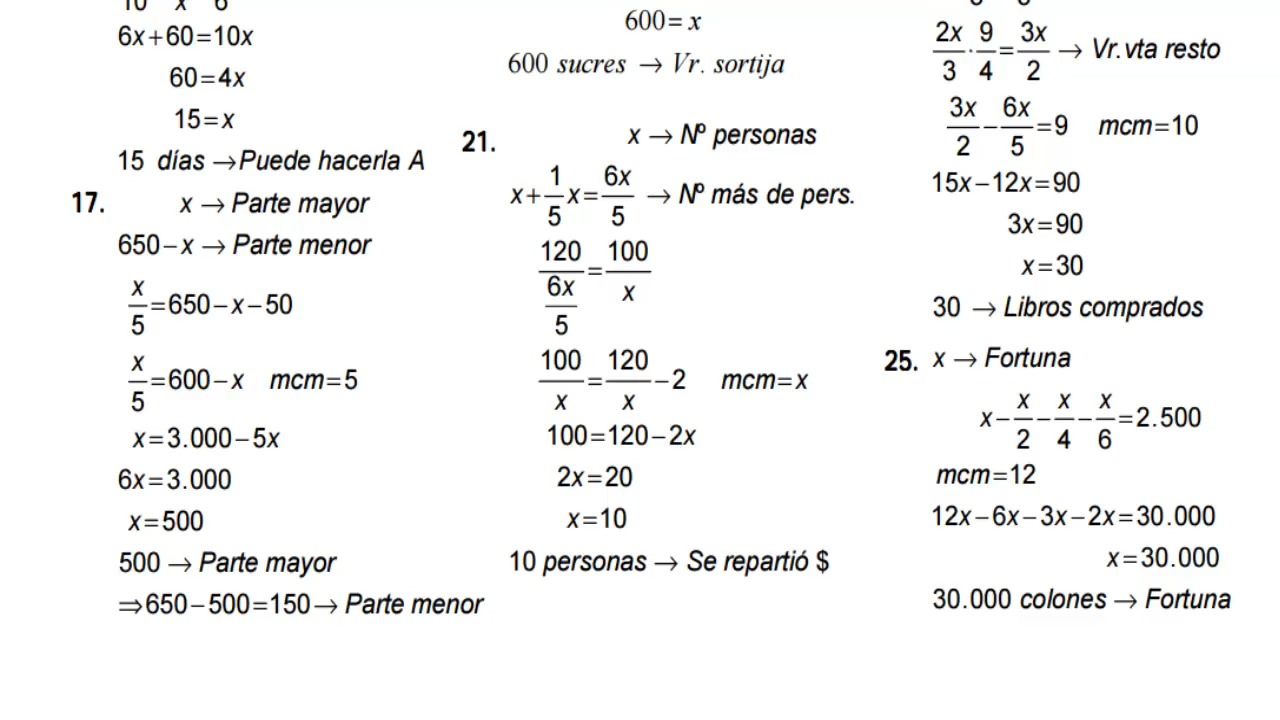 6x+60=10x
60=4x
15=x
15 días →Puede hacerla A
17. x → Parte mayor
650−x → Parte menor
x/5=650−x−50
x/5=600−x mcm=5
x=3.000−5x
6x=3.000
x=500
500 → Parte mayor
⇒650−500=150→ Parte menor
600=x
600 sucres → Vr. sortija
21. x → Nº personas
x+1/5x=6x/5 → Nº más de pers.
120/(6x/5)=100/x
100/x=120/x−2 mcm=x
100=120−2x
2x=20
x=10
10 personas → Se repartió $
2x/3·9/4=3x/2 → Vr.vta resto
3x/2−6x/5=9 mcm=10
15x−12x=90
3x=90
x=30
30 → Libros comprados
25. x → Fortuna
x−x/2−x/4−x/6=2.500
mcm=12
12x−6x−3x−2x=30.000
x=30.000
30.000 colones → Fortuna